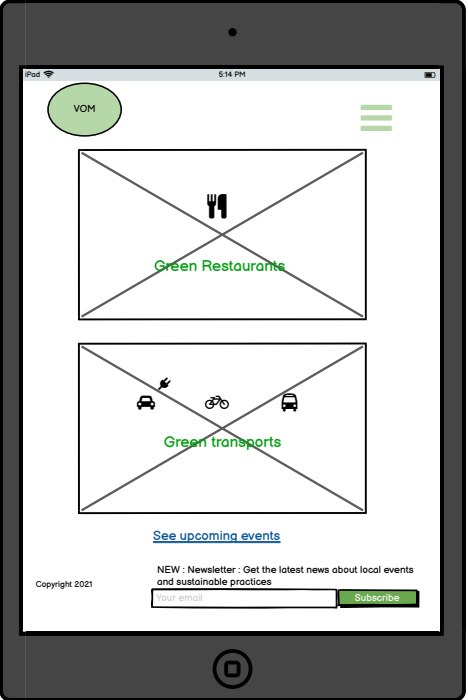 iPad
5:14 PM
VOM
Green Restaurants
Green transports
See upcoming events
NEW : Newsletter : Get the latest news about local events
and sustainable practices
Copyright 2021
Your email
Subscribe